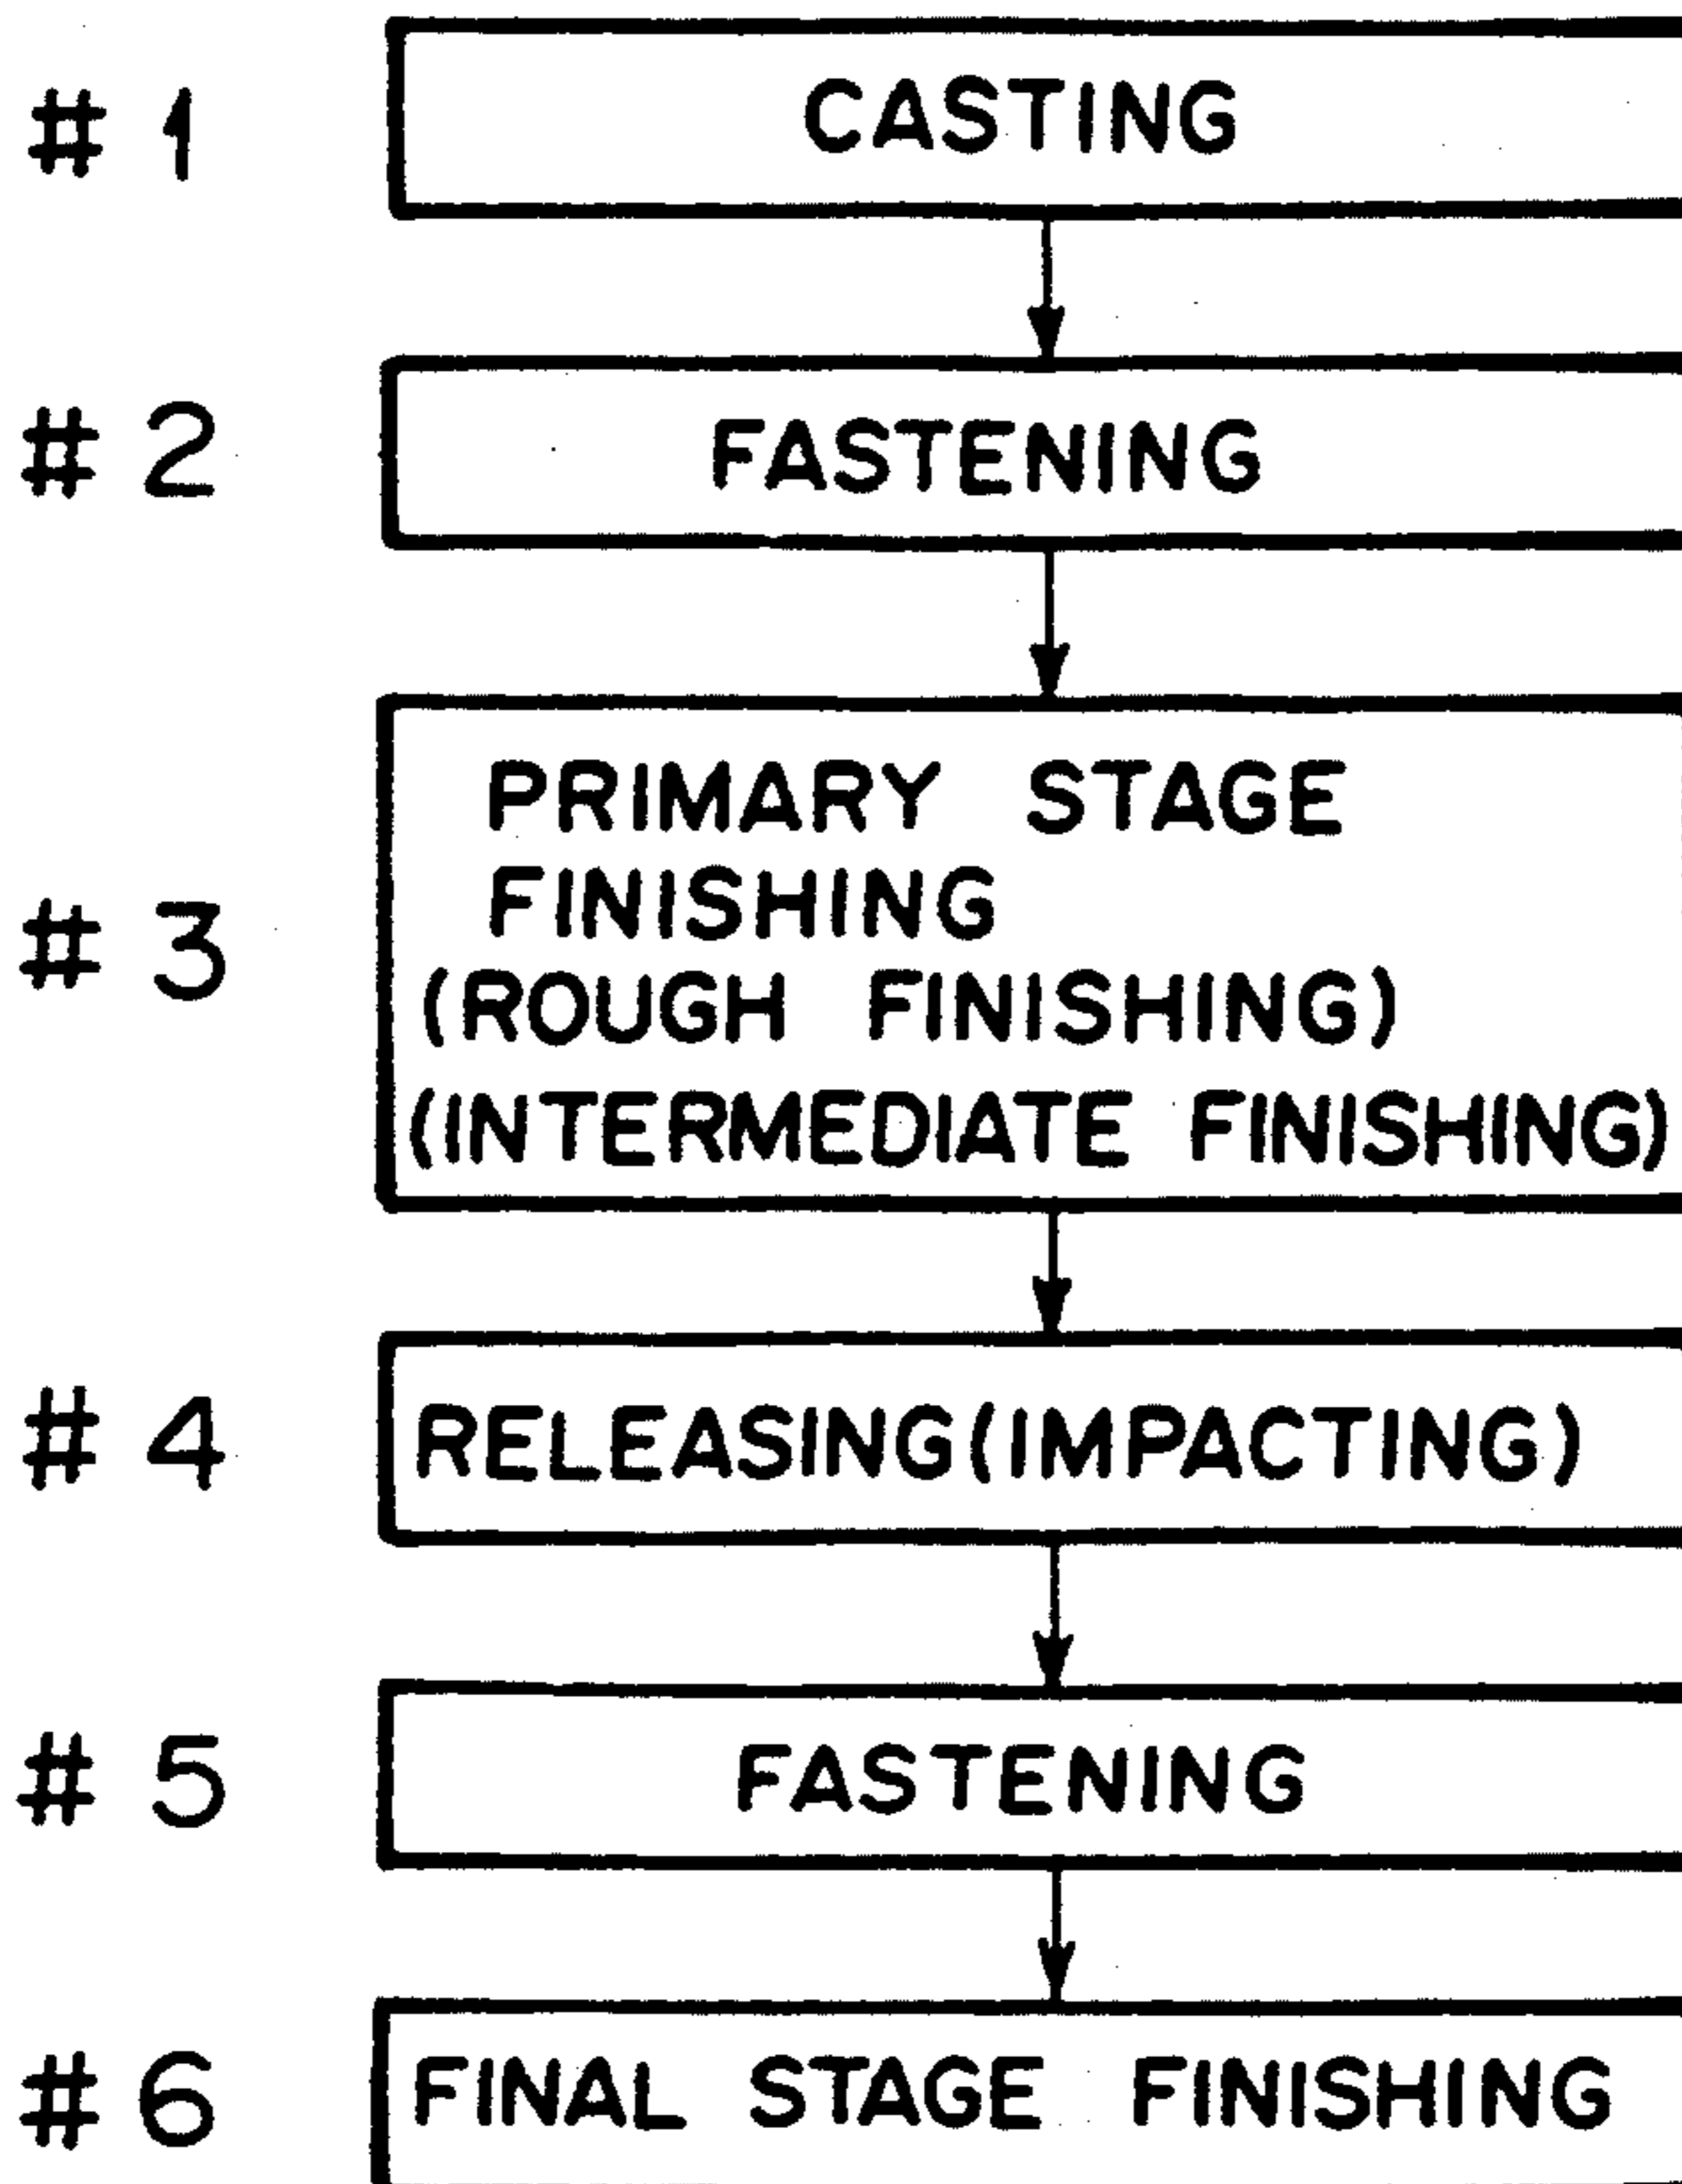 # 1 CASTING
# 2 FASTENING
PRIMARY STAGE
FINISHING
# 3 (ROUGH FINISHING)
(INTERMEDIATE FINISHING)
# 4 RELEASING(IMPACTING)
# 5 FASTENING
# 6 FINAL STAGE FINISHING